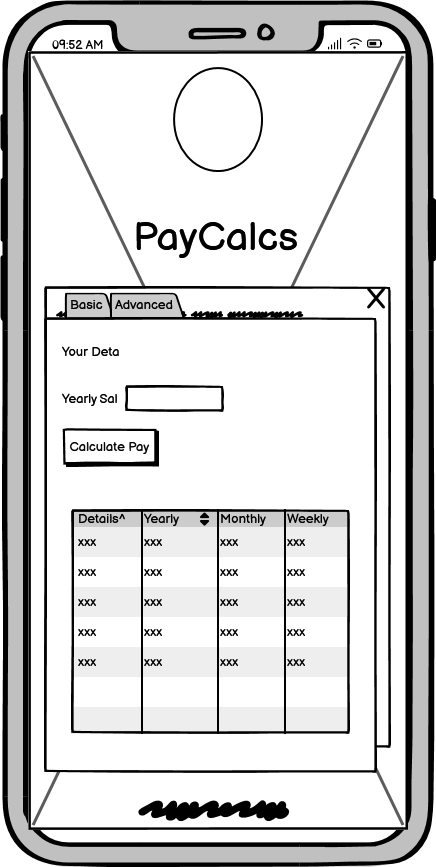 09:52 AM
PayCalcs
X
Basic Advanced
Your Deta
Yearly Sal
Calculate Pay
Details^ Yearly Monthly Weekly
xxx xxx xxx xxx
xxx xxx xxx xxx
xxx xxx xxx xxx
xxx xxx xxx xxx
xxx xxx xxx xxx